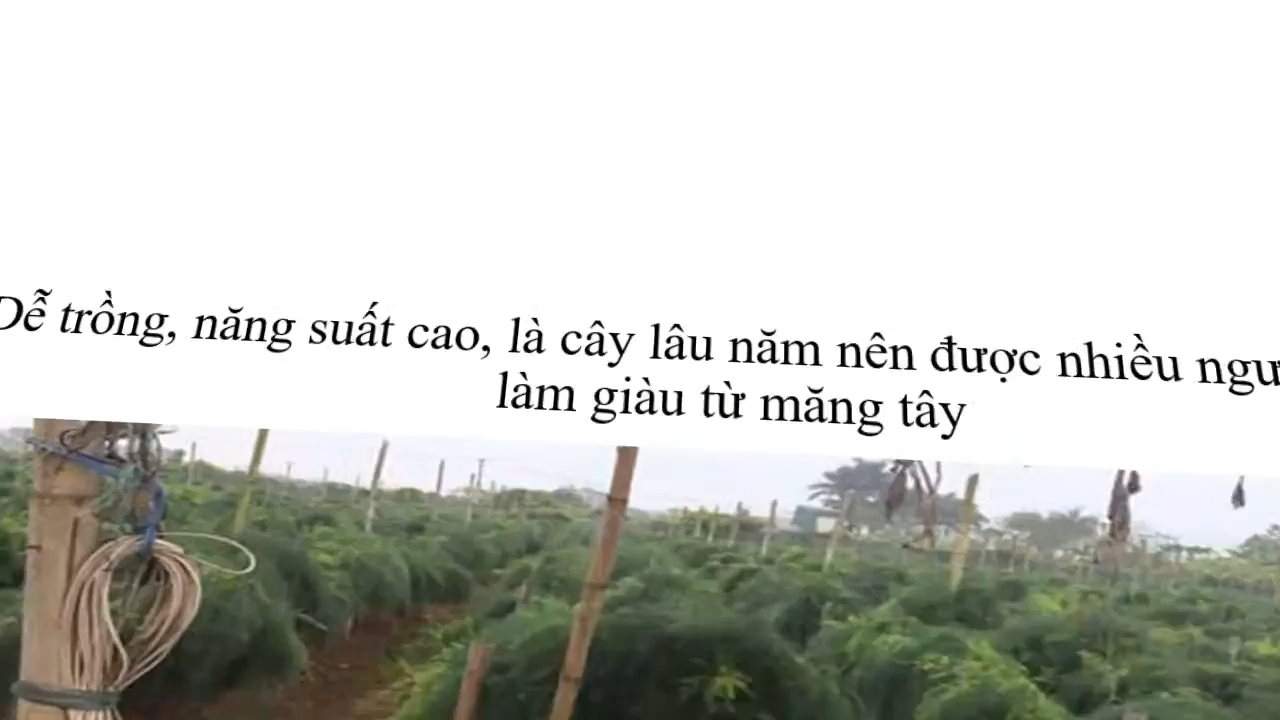 Dễ trồng, năng suất cao, là cây lâu năm nên được nhiều
làm giàu từ măng tây